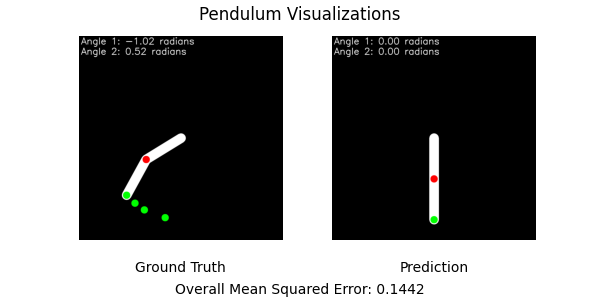 Pendulum Visualizations
Angle 1: -1.02 radians
Angle 2: 0.52 radians
Angle 1: 0.00 radians
Angle 2: 0.00 radians
Ground Truth
Prediction
Overall Mean Squared Error: 0.1442